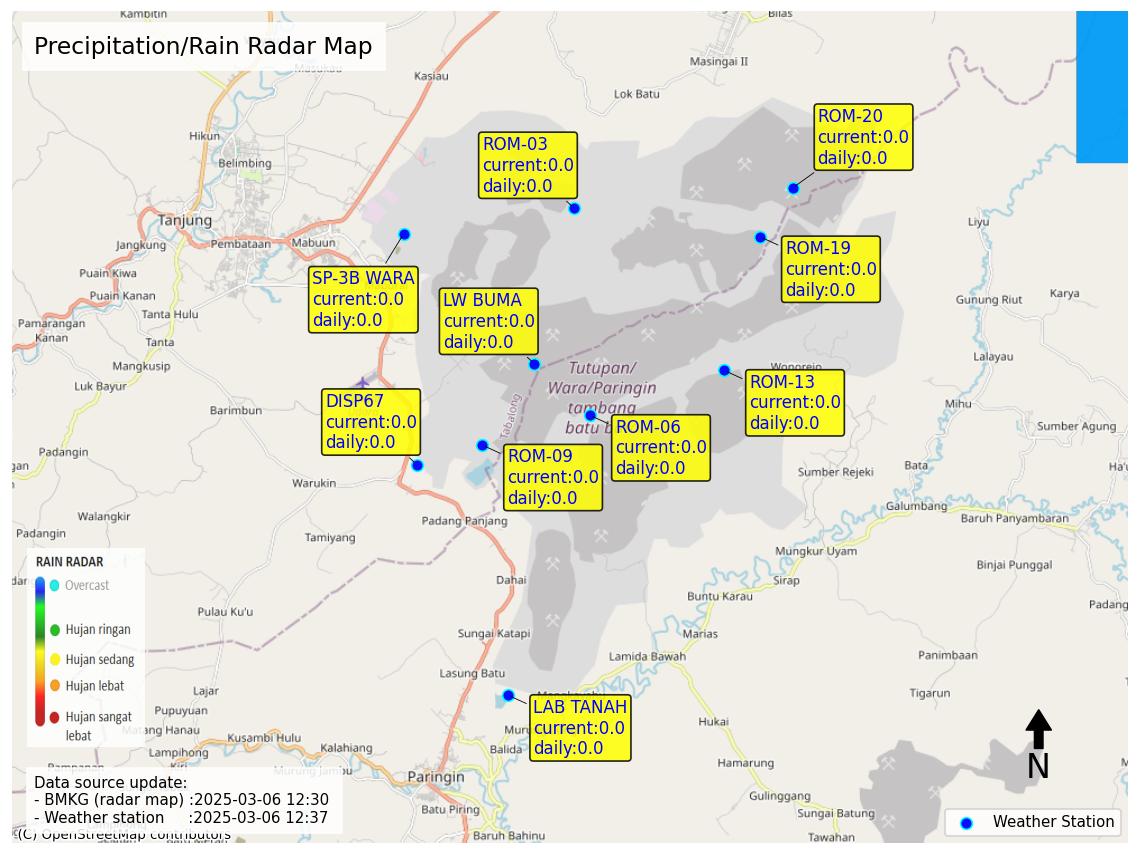 Kambitin
Bilas
Precipitation/Rain Radar Map
Masukau
Kasiau
Masingai II
Lok Batu
Hikun
Belimbing
ROM-03
current:0.0
daily:0.0
ROM-20
current:0.0
daily:0.0
Tanjung
Jangkung
Pembataan
Mabuun
Liyu
ROM-19
current:0.0
daily:0.0
SP-3B WARA
current:0.0
daily:0.0
Puain Kiwa
Puain Kanan
Tanta Hulu
Pamarangan
Kanan
Tanta
LW BUMA
current:0.0
daily:0.0
Gunung Riut
Karya
Mangkusip
Luk Bayur
Barimbun
Tutupan/
Wara/Paringin
tambang
batu b
Tabalong
Wonorejo
Lalayau
Mihu
ROM-13
current:0.0
daily:0.0
DISP67
current:0.0
daily:0.0
ROM-06
current:0.0
daily:0.0
ROM-09
current:0.0
daily:0.0
Sumber Agung
Padangin
Warukin
Sumber Rejeki
Bata
Ha'u
Galumbang
Baruh Panyambaran
Walangkir
Padangin
Tamiyang
Padang Panjang
Mungkur Uyam
Binjai Punggal
Dahai
Sirap
Buntu Karau
Padang
RAIN RADAR
Overcast
Hujan ringan
Hujan sedang
Hujan lebat
Hujan sangat
lebat
Pulau Ku'u
Sungai Katapi
Marias
Lamida Bawah
Panimbaan
Lasung Batu
Tigarun
Lajar
Pupuyuan
Matang Hanau
Lampihong
Kusambi Hulu
Kalahiang
Murung Jambu
LAB TANAH
current:0.0
daily:0.0
Balida
Hukai
Hamarung
Paringin
Batu Piring
Baruh Bahinu
Gulinggang
Sungai Batung
Tawahan
N
Data source update:
- BMKG (radar map) :2025-03-06 12:30
- Weather station :2025-03-06 12:37
(C) OpenStreetMap contributors
Weather Station